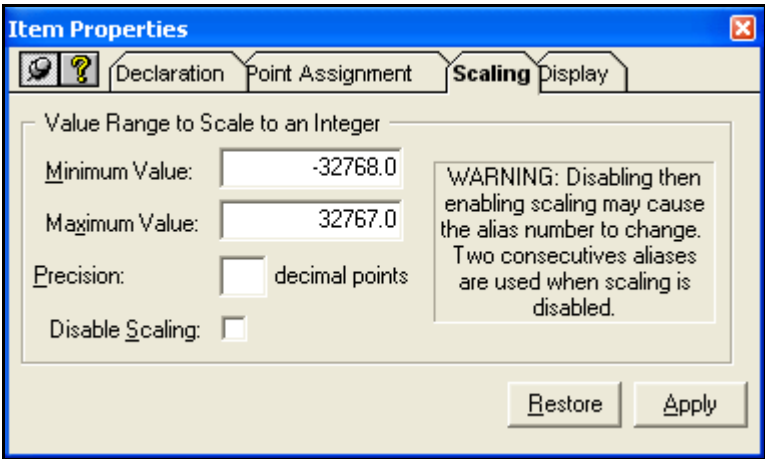 Item Properties
Declaration Point Assignment Scaling Display
Value Range to Scale to an Integer
Minimum Value: -32768.0
Maximum Value: 32767.0
Precision: decimal points
Disable Scaling:
WARNING: Disabling then
enabling scaling may cause
the alias number to change.
Two consecutives aliases
are used when scaling is
disabled.
Restore Apply